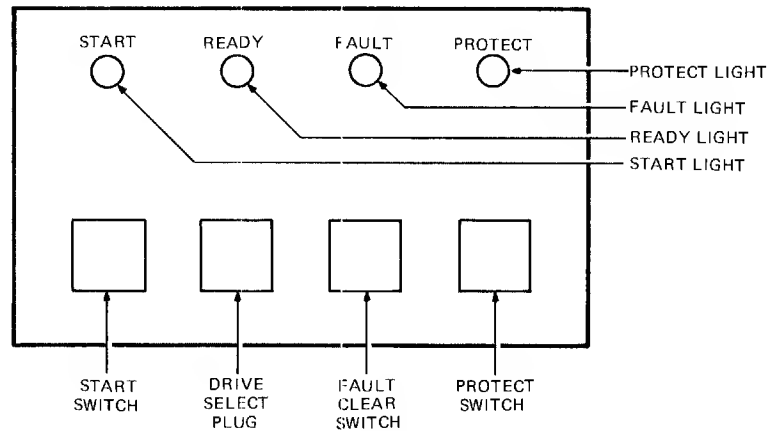 START READY FAULT PROTECT
PROTECT LIGHT
FAULT LIGHT
READY LIGHT
START LIGHT
START
SWITCH
DRIVE
SELECT
PLUG
FAULT
CLEAR
SWITCH
PROTECT
SWITCH